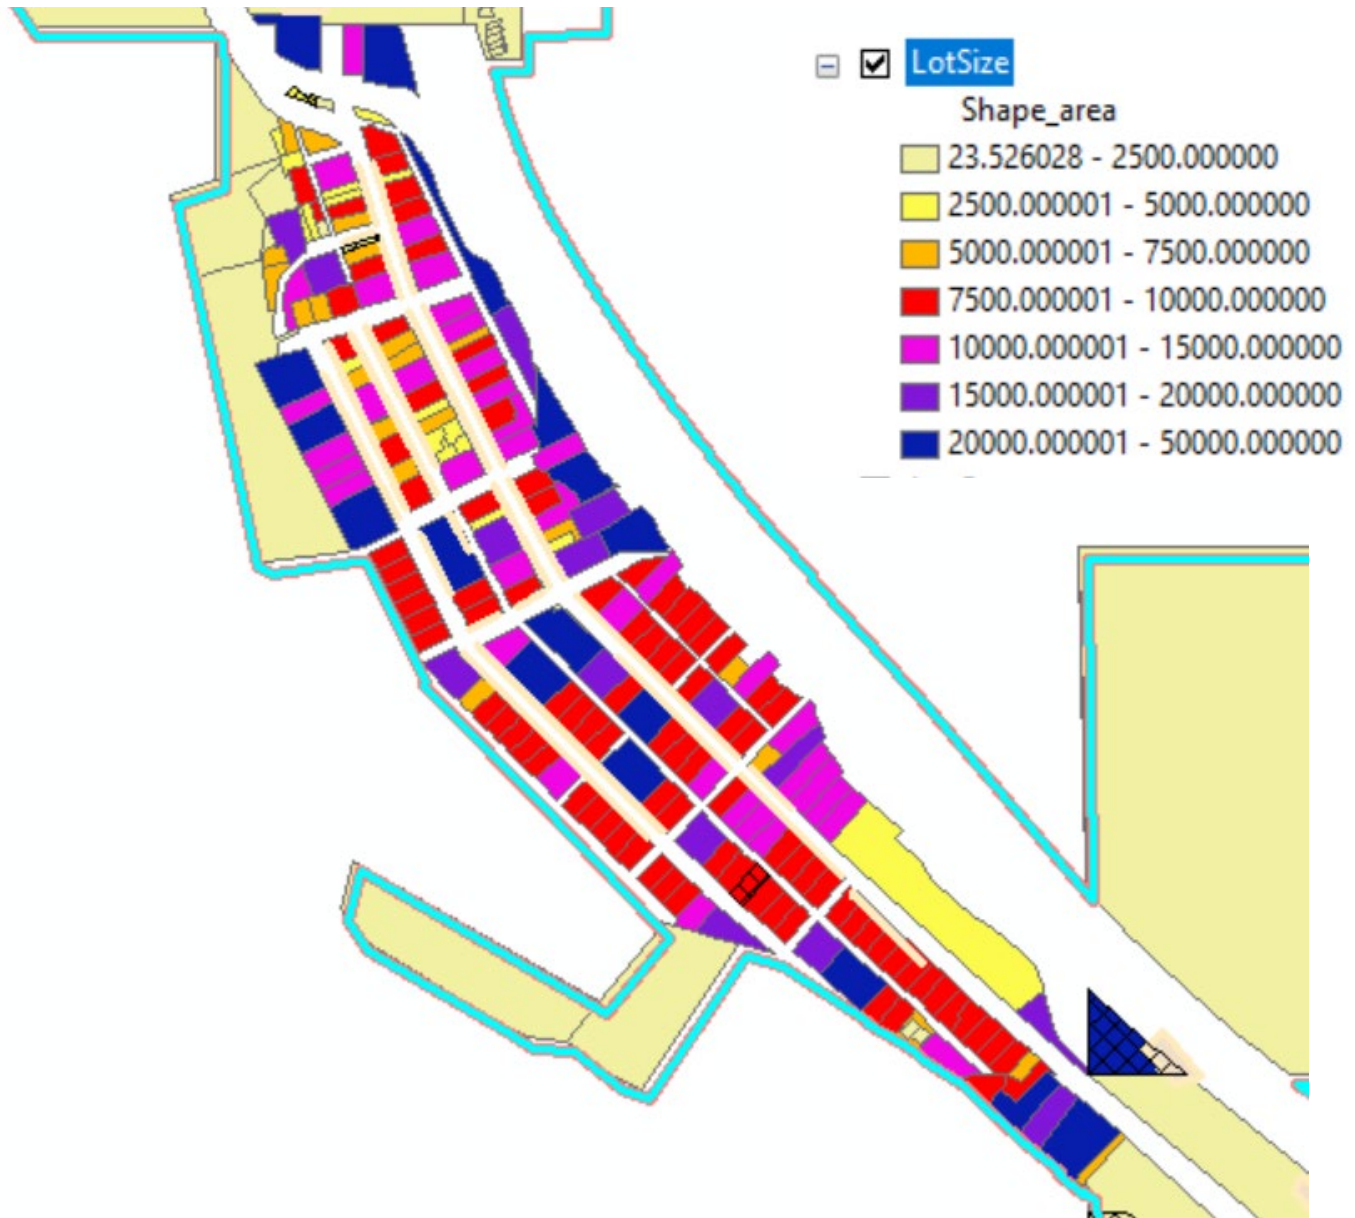 LotSize
Shape_area
23.526028 - 2500.000000
2500.000001 - 5000.000000
5000.000001 - 7500.000000
7500.000001 - 10000.000000
10000.000001 - 15000.000000
15000.000001 - 20000.000000
20000.000001 - 50000.000000